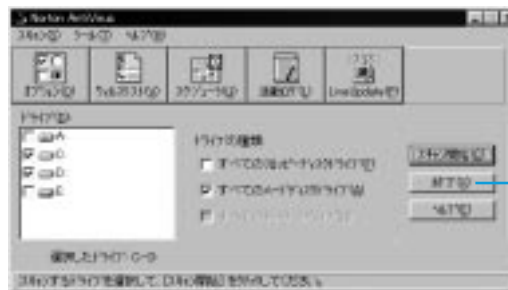 Norton AntiVirus
スキャン(S) ツール(T) ヘルプ(H)
オプション(O) ウィルスリスト(V) スケジューラ(D) 活動ログ(L) LiveUpdate(E)
ドライブ(D)
A:
C:
D:
E:
ドライブの種類
すべてのフロッピーディスクドライブ(F)
すべてのハードディスクドライブ(A)
スキャン開始(C)
終了(X)
ヘルプ(E)
選択したドライブ: C:-D:
スキャンするドライブを選択して、[スキャン開始] をクリックしてください。